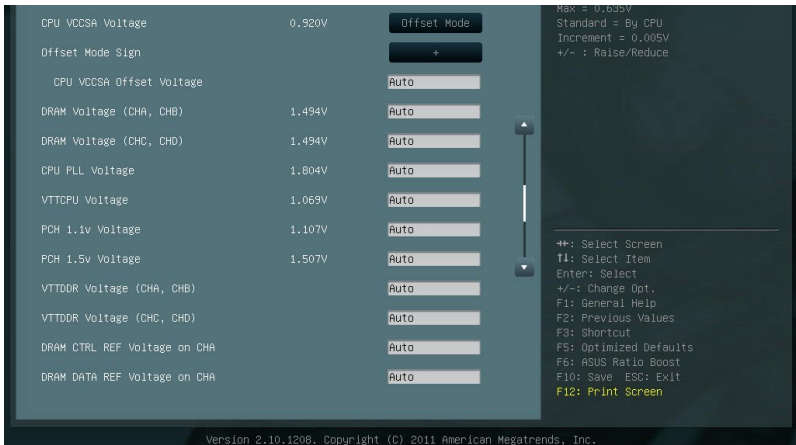 CPU VCCSA Voltage 0.920V Offset Mode
Offset Mode Sign +
CPU VCCSA Offset Voltage Auto
DRAM Voltage (CHA, CHB) 1.494V Auto
DRAM Voltage (CHC, CHD) 1.494V Auto
CPU PLL Voltage 1.804V Auto
VTTCPU Voltage 1.069V Auto
PCH 1.1v Voltage 1.107V Auto
PCH 1.5v Voltage 1.507V Auto
VTTDDR Voltage (CHA, CHB) Auto
VTTDDR Voltage (CHC, CHD) Auto
DRAM CTRL REF Voltage on CHA Auto
DRAM DATA REF Voltage on CHA Auto
Max = 0.635V
Standard = By CPU
Increment = 0.005V
+/- : Raise/Reduce
→←: Select Screen
↑↓: Select Item
Enter: Select
+/-: Change Opt.
F1: General Help
F2: Previous Values
F3: Shortcut
F5: Optimized Defaults
F6: ASUS Ratio Boost
F10: Save ESC: Exit
F12: Print Screen
Version 2.10.1208. Copyright (C) 2011 American Megatrends, Inc.